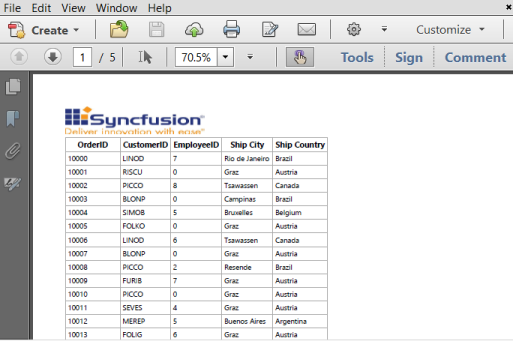 File Edit View Window Help
Create Customize
1 / 5 70.5% Tools Sign Comment
Syncfusion
Deliver innovation with ease
OrderID CustomerID EmployeeID Ship City Ship Country
10000 LINOD 7 Rio de Janeiro Brazil
10001 RISCU 0 Graz Austria
10002 PICCO 8 Tsawassen Canada
10003 BLONP 0 Campinas Brazil
10004 SIMOB 5 Bruxelles Belgium
10005 FOLKO 0 Graz Austria
10006 LINOD 6 Tsawassen Canada
10007 BLONP 0 Graz Austria
10008 PICCO 2 Resende Brazil
10009 FURIB 7 Graz Austria
10010 PICCO 0 Graz Austria
10011 SEVES 4 Graz Austria
10012 MEREP 5 Buenos Aires Argentina
10013 FOLIG 6 Graz Austria